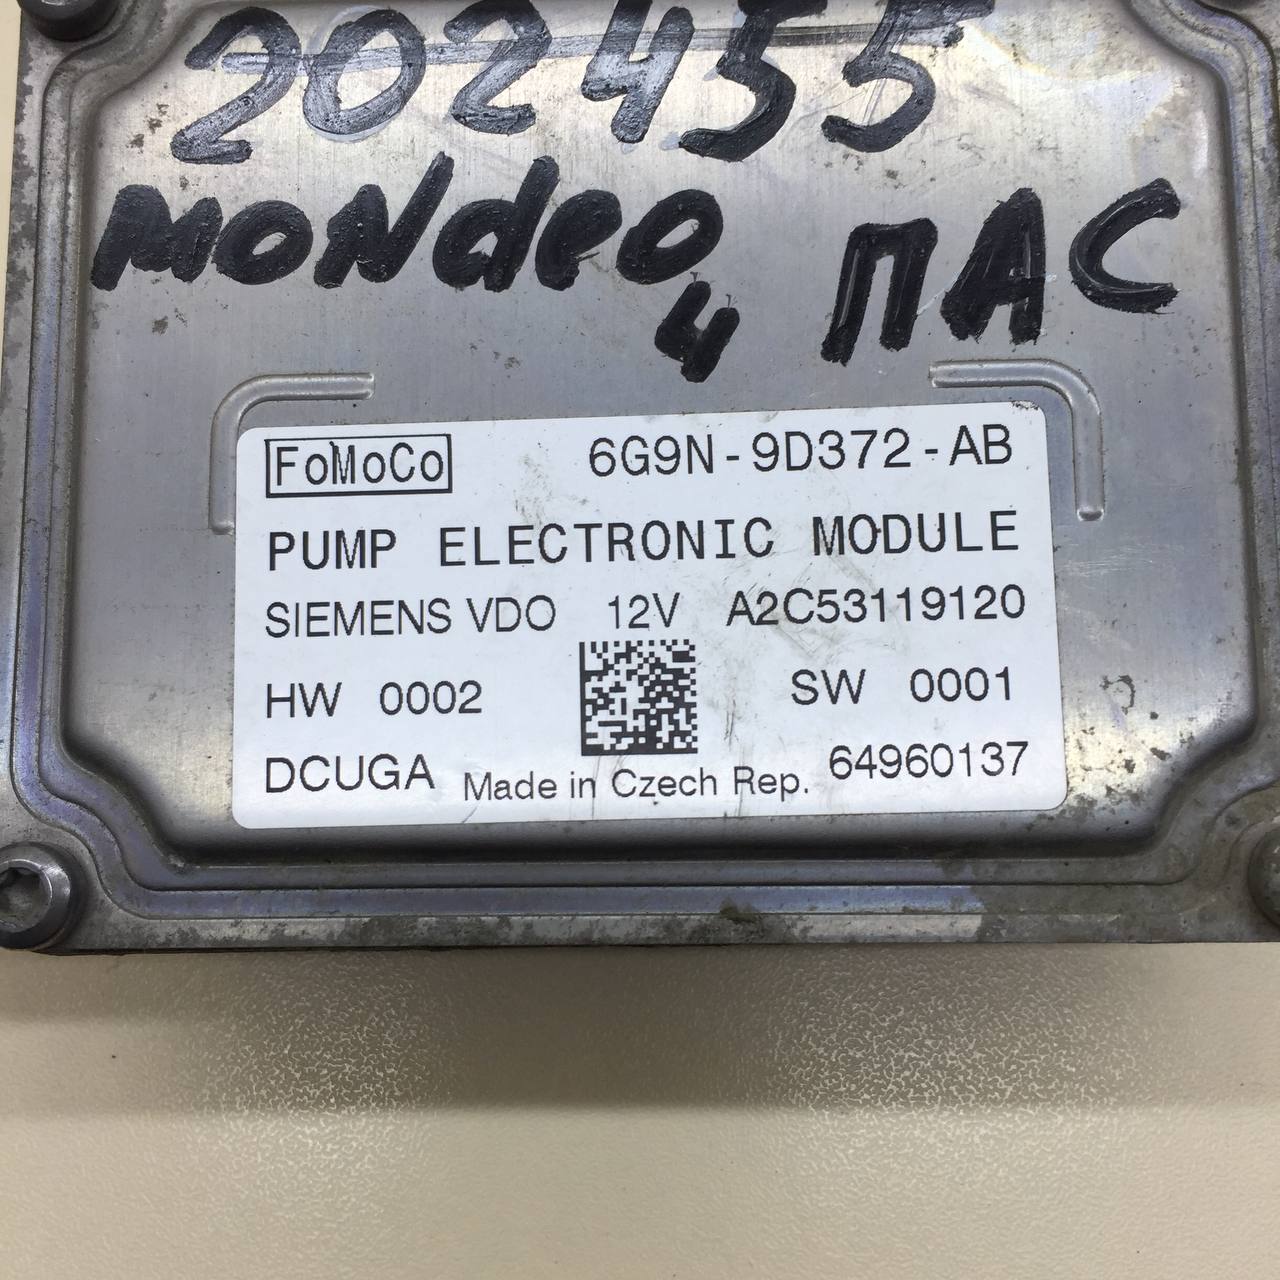 202455
MONdeo ПАС
4
FoMoCo 6G9N-9D372-AB
PUMP ELECTRONIC MODULE
SIEMENS VDO 12V A2C53119120
HW 0002 SW 0001
DCUGA Made in Czech Rep. 64960137